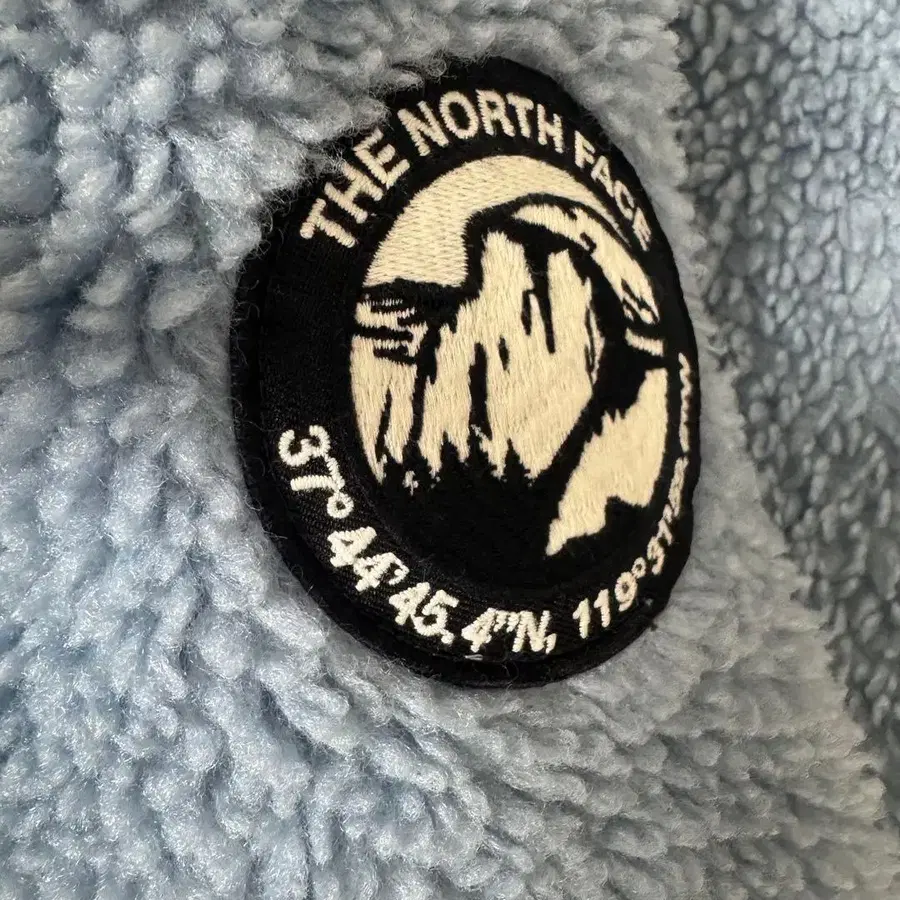 THE NORTH FACE
37° 44' 45.4"N, 119°